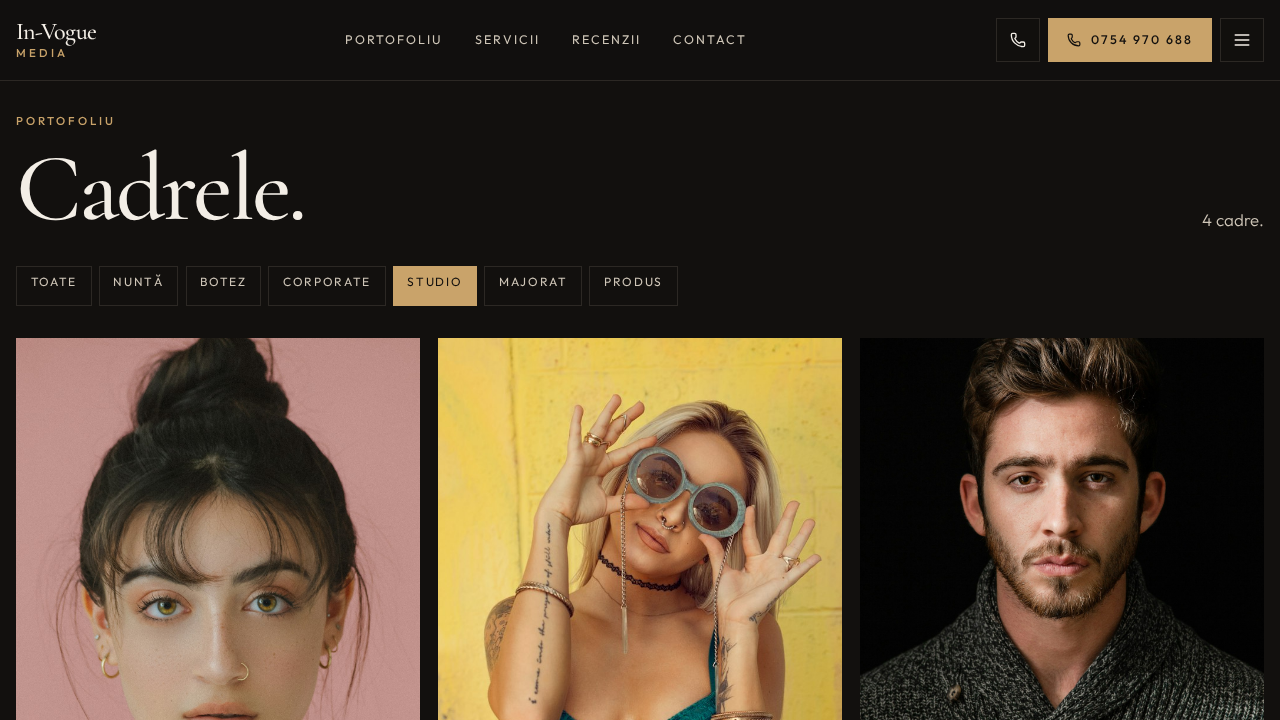 In-Vogue
MEDIA
PORTOFOLIU
SERVICII
RECENZII
CONTACT
0754 970 688
PORTOFOLIU
Cadrele.
4 cadre.
TOATE
NUNTĂ
BOTEZ
CORPORATE
STUDIO
MAJORAT
PRODUS